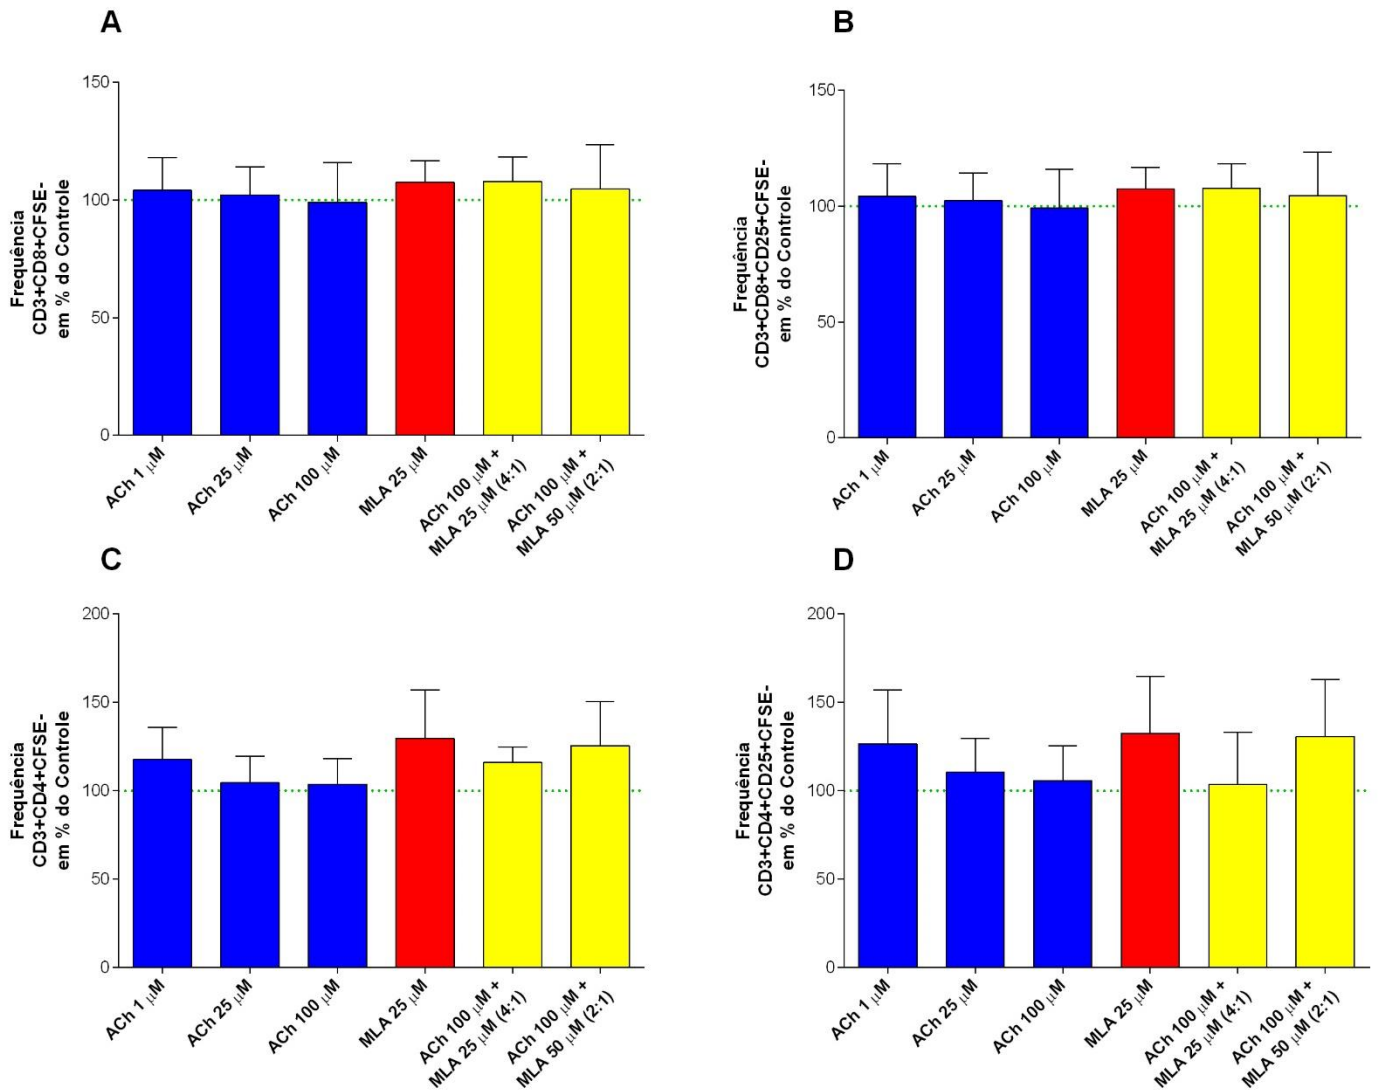 A
Frequência
CD3+CD8+CFSE-
em % do Controle
150
100
50
0
ACh 1 µM
ACh 25 µM
ACh 100 µM
MLA 25 µM
ACh 100 µM +
MLA 25 µM (4:1)
ACh 100 µM +
MLA 50 µM (2:1)
B
Frequência
CD3+CD8+CD25+CFSE-
em % do Controle
150
100
50
0
ACh 1 µM
ACh 25 µM
ACh 100 µM
MLA 25 µM
ACh 100 µM +
MLA 25 µM (4:1)
ACh 100 µM +
MLA 50 µM (2:1)
C
Frequência
CD3+CD4+CFSE-
em % do Controle
200
150
100
50
0
ACh 1 µM
ACh 25 µM
ACh 100 µM
MLA 25 µM
ACh 100 µM +
MLA 25 µM (4:1)
ACh 100 µM +
MLA 50 µM (2:1)
D
Frequência
CD3+CD4+CD25+CFSE-
em % do Controle
200
150
100
50
0
ACh 1 µM
ACh 25 µM
ACh 100 µM
MLA 25 µM
ACh 100 µM +
MLA 25 µM (4:1)
ACh 100 µM +
MLA 50 µM (2:1)